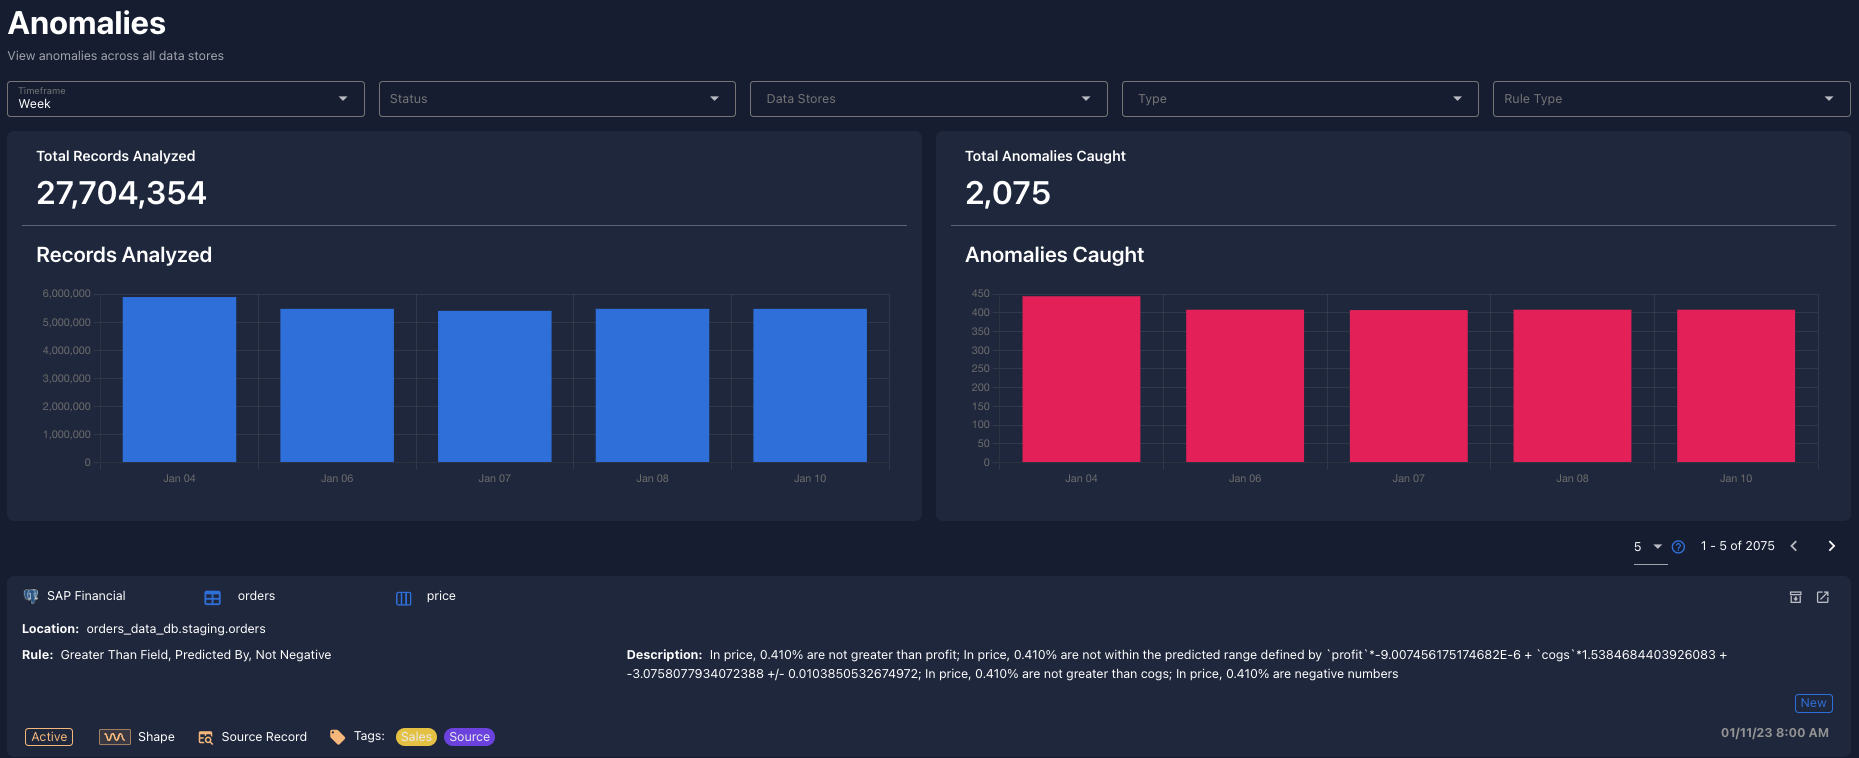 Anomalies
View anomalies across all data stores
Timeframe
Week
Status
Data Stores
Type
Rule Type
Total Records Analyzed
27,704,354
Records Analyzed
6,000,000
5,000,000
4,000,000
3,000,000
2,000,000
1,000,000
0
Jan 04 Jan 06 Jan 07 Jan 08 Jan 10
Total Anomalies Caught
2,075
Anomalies Caught
450
400
350
300
250
200
150
100
50
0
Jan 04 Jan 06 Jan 07 Jan 08 Jan 10
5 ? 1 - 5 of 2075
SAP Financial orders price
Location: orders_data_db.staging.orders
Rule: Greater Than Field, Predicted By, Not Negative
Description: In price, 0.410% are not greater than profit; In price, 0.410% are not within the predicted range defined by `profit`*-9.007456175174682E-6 + `cogs`*1.5384684403926083 +
-3.0758077934072388 +/- 0.0103850532674972; In price, 0.410% are not greater than cogs; In price, 0.410% are negative numbers
New
Active Shape Source Record Tags: Sales Source
01/11/23 8:00 AM